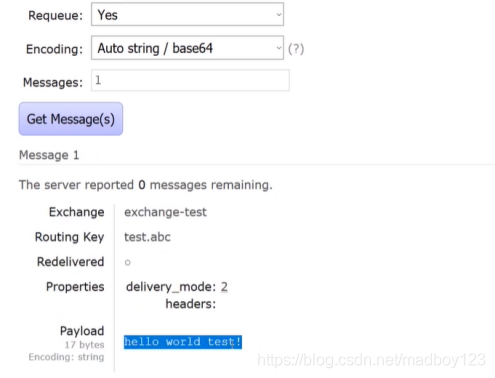 Requeue: Yes
Encoding: Auto string / base64 (?)
Messages: 1
Get Message(s)
Message 1
The server reported 0 messages remaining.
Exchange exchange-test
Routing Key test.abc
Redelivered ○
Properties delivery_mode: 2
headers:
Payload
17 bytes
Encoding: string
hello world test!
https://blog.csdn.net/madboy123